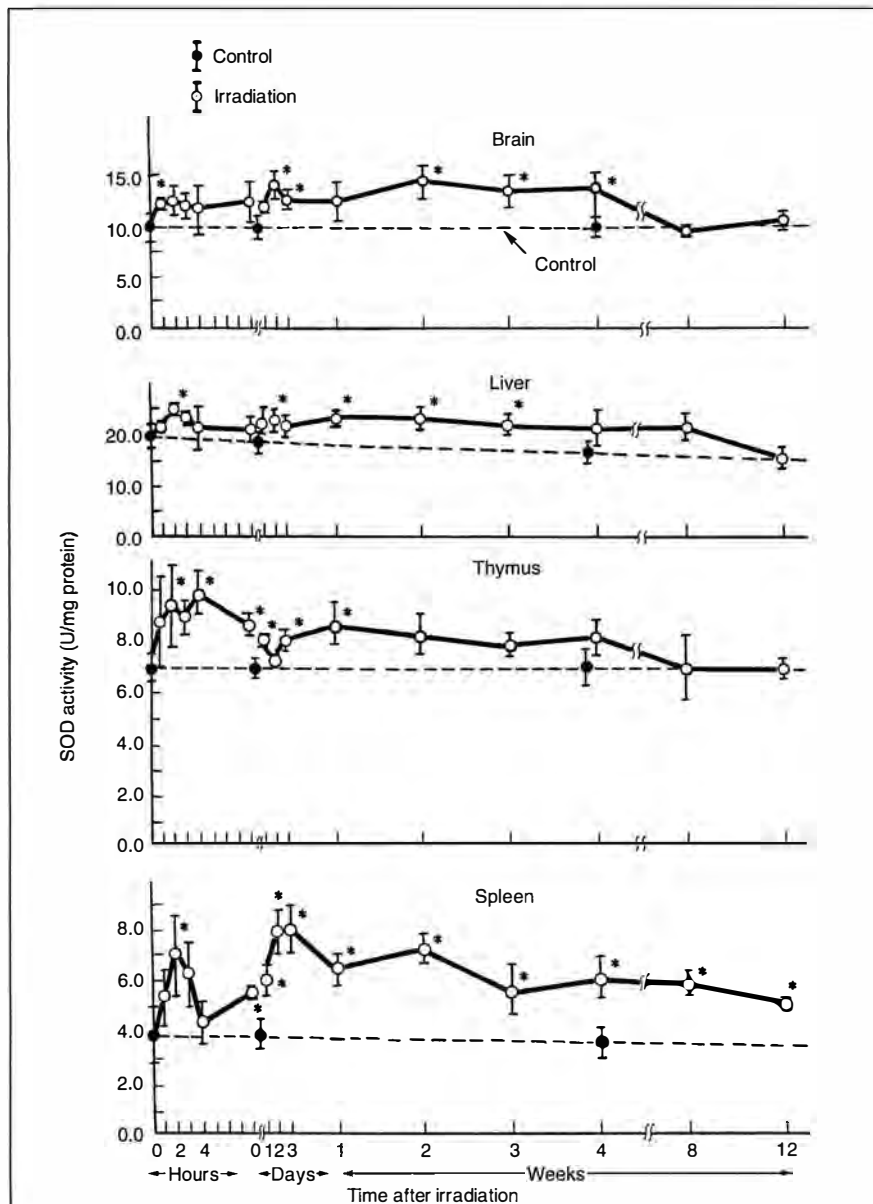 Control
Irradiation
Brain
15.0
10.0
5.0
0.0
Control
Liver
20.0
10.0
0.0
Thymus
10.0
8.0
6.0
4.0
2.0
0.0
Spleen
8.0
6.0
4.0
2.0
0.0
SOD activity (U/mg protein)
0 2 4 0 1 2 3 1 2 3 4 8 12
Hours Days Weeks
Time after irradiation